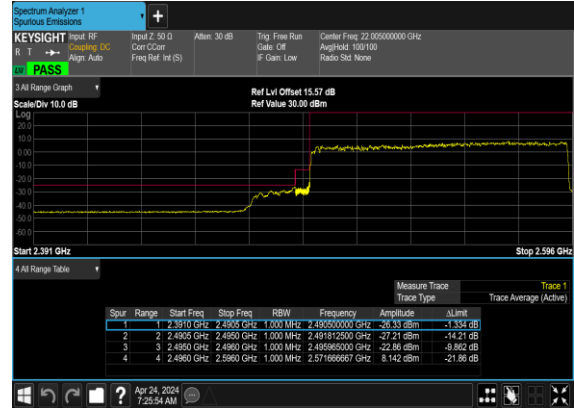 Spectrum Analyzer 1
Spurious Emissions
KEYSIGHT Input: RF Input Z: 50 Ω Atten: 30 dB Trig: Free Run Center Freq: 22.005000000 GHz
R T Coupling: DC Corr CCorr Gate: Off Avg|Hold: 100/100
Align: Auto Freq Ref: Int (S) IF Gain: Low Radio Std: None
PASS
3 All Range Graph
Ref Lvl Offset 15.57 dB
Scale/Div 10.0 dB Ref Value 30.00 dBm
Log
20.0
10.0
0.00
-10.0
-20.0
-30.0
-40.0
-50.0
-60.0
Start 2.391 GHz Stop 2.596 GHz
4 All Range Table
Measure Trace Trace 1
Trace Type Trace Average (Active)
Spur Range Start Freq Stop Freq RBW Frequency Amplitude ΔLimit
1 1 2.3910 GHz 2.4905 GHz 1.000 MHz 2.490500000 GHz -26.33 dBm -1.334 dB
2 2 2.4905 GHz 2.4950 GHz 1.000 MHz 2.491812500 GHz -27.21 dBm -14.21 dB
3 3 2.4950 GHz 2.4960 GHz 1.000 MHz 2.495965000 GHz -22.86 dBm -9.862 dB
4 4 2.4960 GHz 2.5960 GHz 1.000 MHz 2.571666667 GHz 8.142 dBm -21.86 dB
Apr 24, 2024
7:25:54 AM